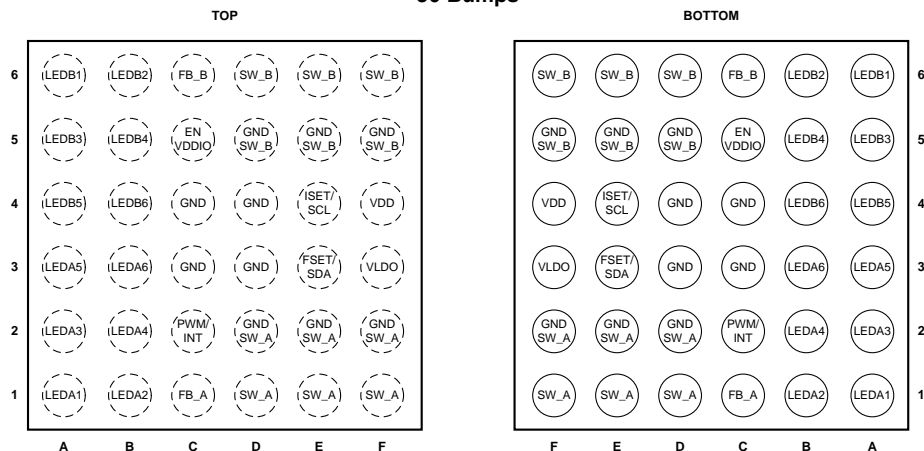 36 Bumps
TOP
BOTTOM
6 LEDB1 LEDB2 FB_B SW_B SW_B SW_B
SW_B SW_B SW_B FB_B LEDB2 LEDB1 6
5 LEDB3 LEDB4 EN VDDIO GND SW_B GND SW_B GND SW_B
GND SW_B GND SW_B GND SW_B EN VDDIO LEDB4 LEDB3 5
4 LEDB5 LEDB6 GND GND ISET/ SCL VDD
VDD ISET/ SCL GND GND LEDB6 LEDB5 4
3 LEDA5 LEDA6 GND GND FSET/ SDA VLDO
VLDO FSET/ SDA GND GND LEDA6 LEDA5 3
2 LEDA3 LEDA4 PWM/ INT GND SW_A GND SW_A GND SW_A
GND SW_A GND SW_A GND SW_A PWM/ INT LEDA4 LEDA3 2
1 LEDA1 LEDA2 FB_A SW_A SW_A SW_A
SW_A SW_A SW_A FB_A LEDA2 LEDA1 1
A B C D E F
F E D C B A